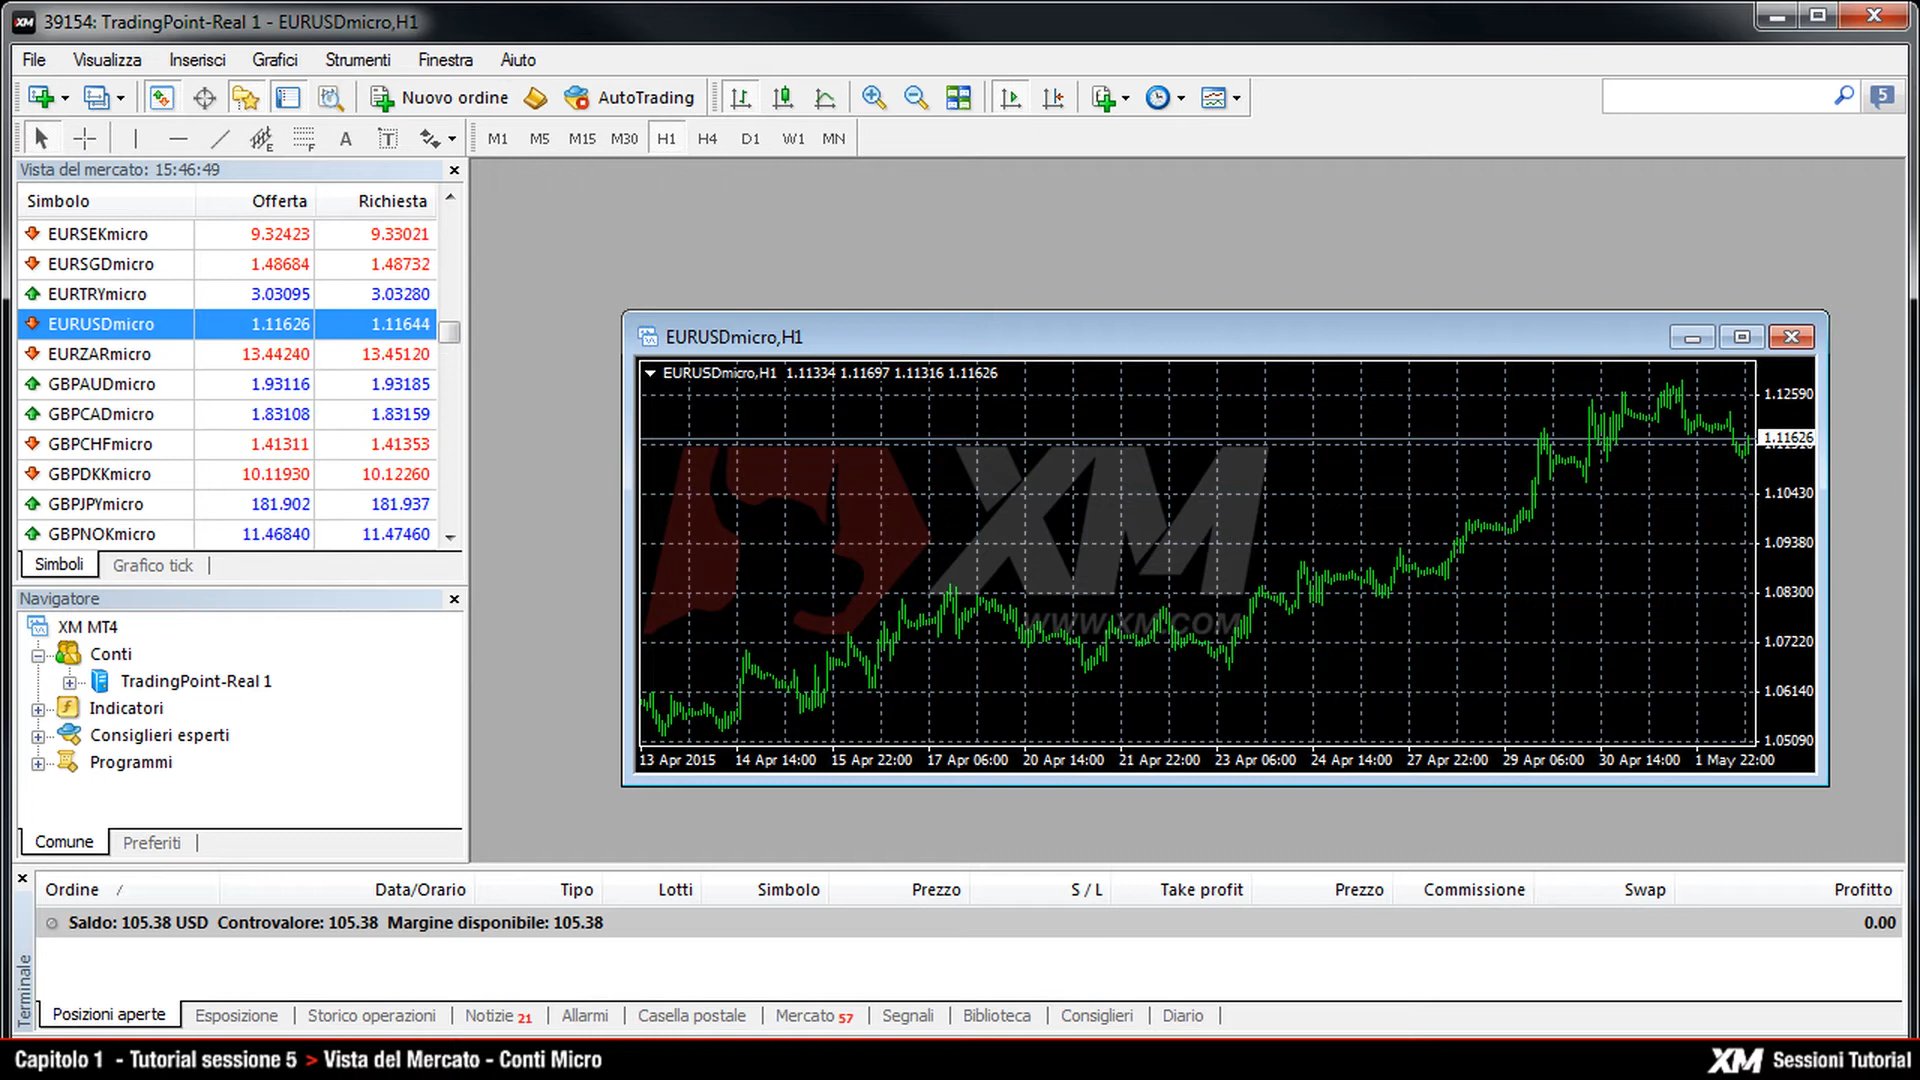 XM 39154: TradingPoint-Real 1 - EURUSDmicro,H1
File Visualizza Inserisci Grafici Strumenti Finestra Aiuto
Nuovo ordine AutoTrading 5
E F A T M1 M5 M15 M30 H1 H4 D1 W1 MN
Vista del mercato: 15:46:49
Simbolo Offerta Richiesta
EURSEKmicro 9.32423 9.33021
EURSGDmicro 1.48684 1.48732
EURTRYmicro 3.03095 3.03280
EURUSDmicro 1.11626 1.11644
EURZARmicro 13.44240 13.45120
GBPAUDmicro 1.93116 1.93185
GBPCADmicro 1.83108 1.83159
GBPCHFmicro 1.41311 1.41353
GBPDKKmicro 10.11930 10.12260
GBPJPYmicro 181.902 181.937
GBPNOKmicro 11.46840 11.47460
Simboli Grafico tick
Navigatore
XM MT4
Conti
TradingPoint-Real 1
Indicatori
Consiglieri esperti
Programmi
Comune Preferiti
EURUSDmicro,H1
EURUSDmicro,H1 1.11334 1.11697 1.11316 1.11626
1.12590
1.11626
1.10430
1.09380
1.08300
1.07220
1.06140
1.05090
XM
WWW.XM.COM
13 Apr 2015 14 Apr 14:00 15 Apr 22:00 17 Apr 06:00 20 Apr 14:00 21 Apr 22:00 23 Apr 06:00 24 Apr 14:00 27 Apr 22:00 29 Apr 06:00 30 Apr 14:00 1 May 22:00
Ordine / Data/Orario Tipo Lotti Simbolo Prezzo S / L Take profit Prezzo Commissione Swap Profitto
Saldo: 105.38 USD Controvalore: 105.38 Margine disponibile: 105.38 0.00
Terminale
Posizioni aperte Esposizione Storico operazioni Notizie 21 Allarmi Casella postale Mercato 57 Segnali Biblioteca Consiglieri Diario
Capitolo 1 - Tutorial sessione 5 > Vista del Mercato - Conti Micro
XM Sessioni Tutorial